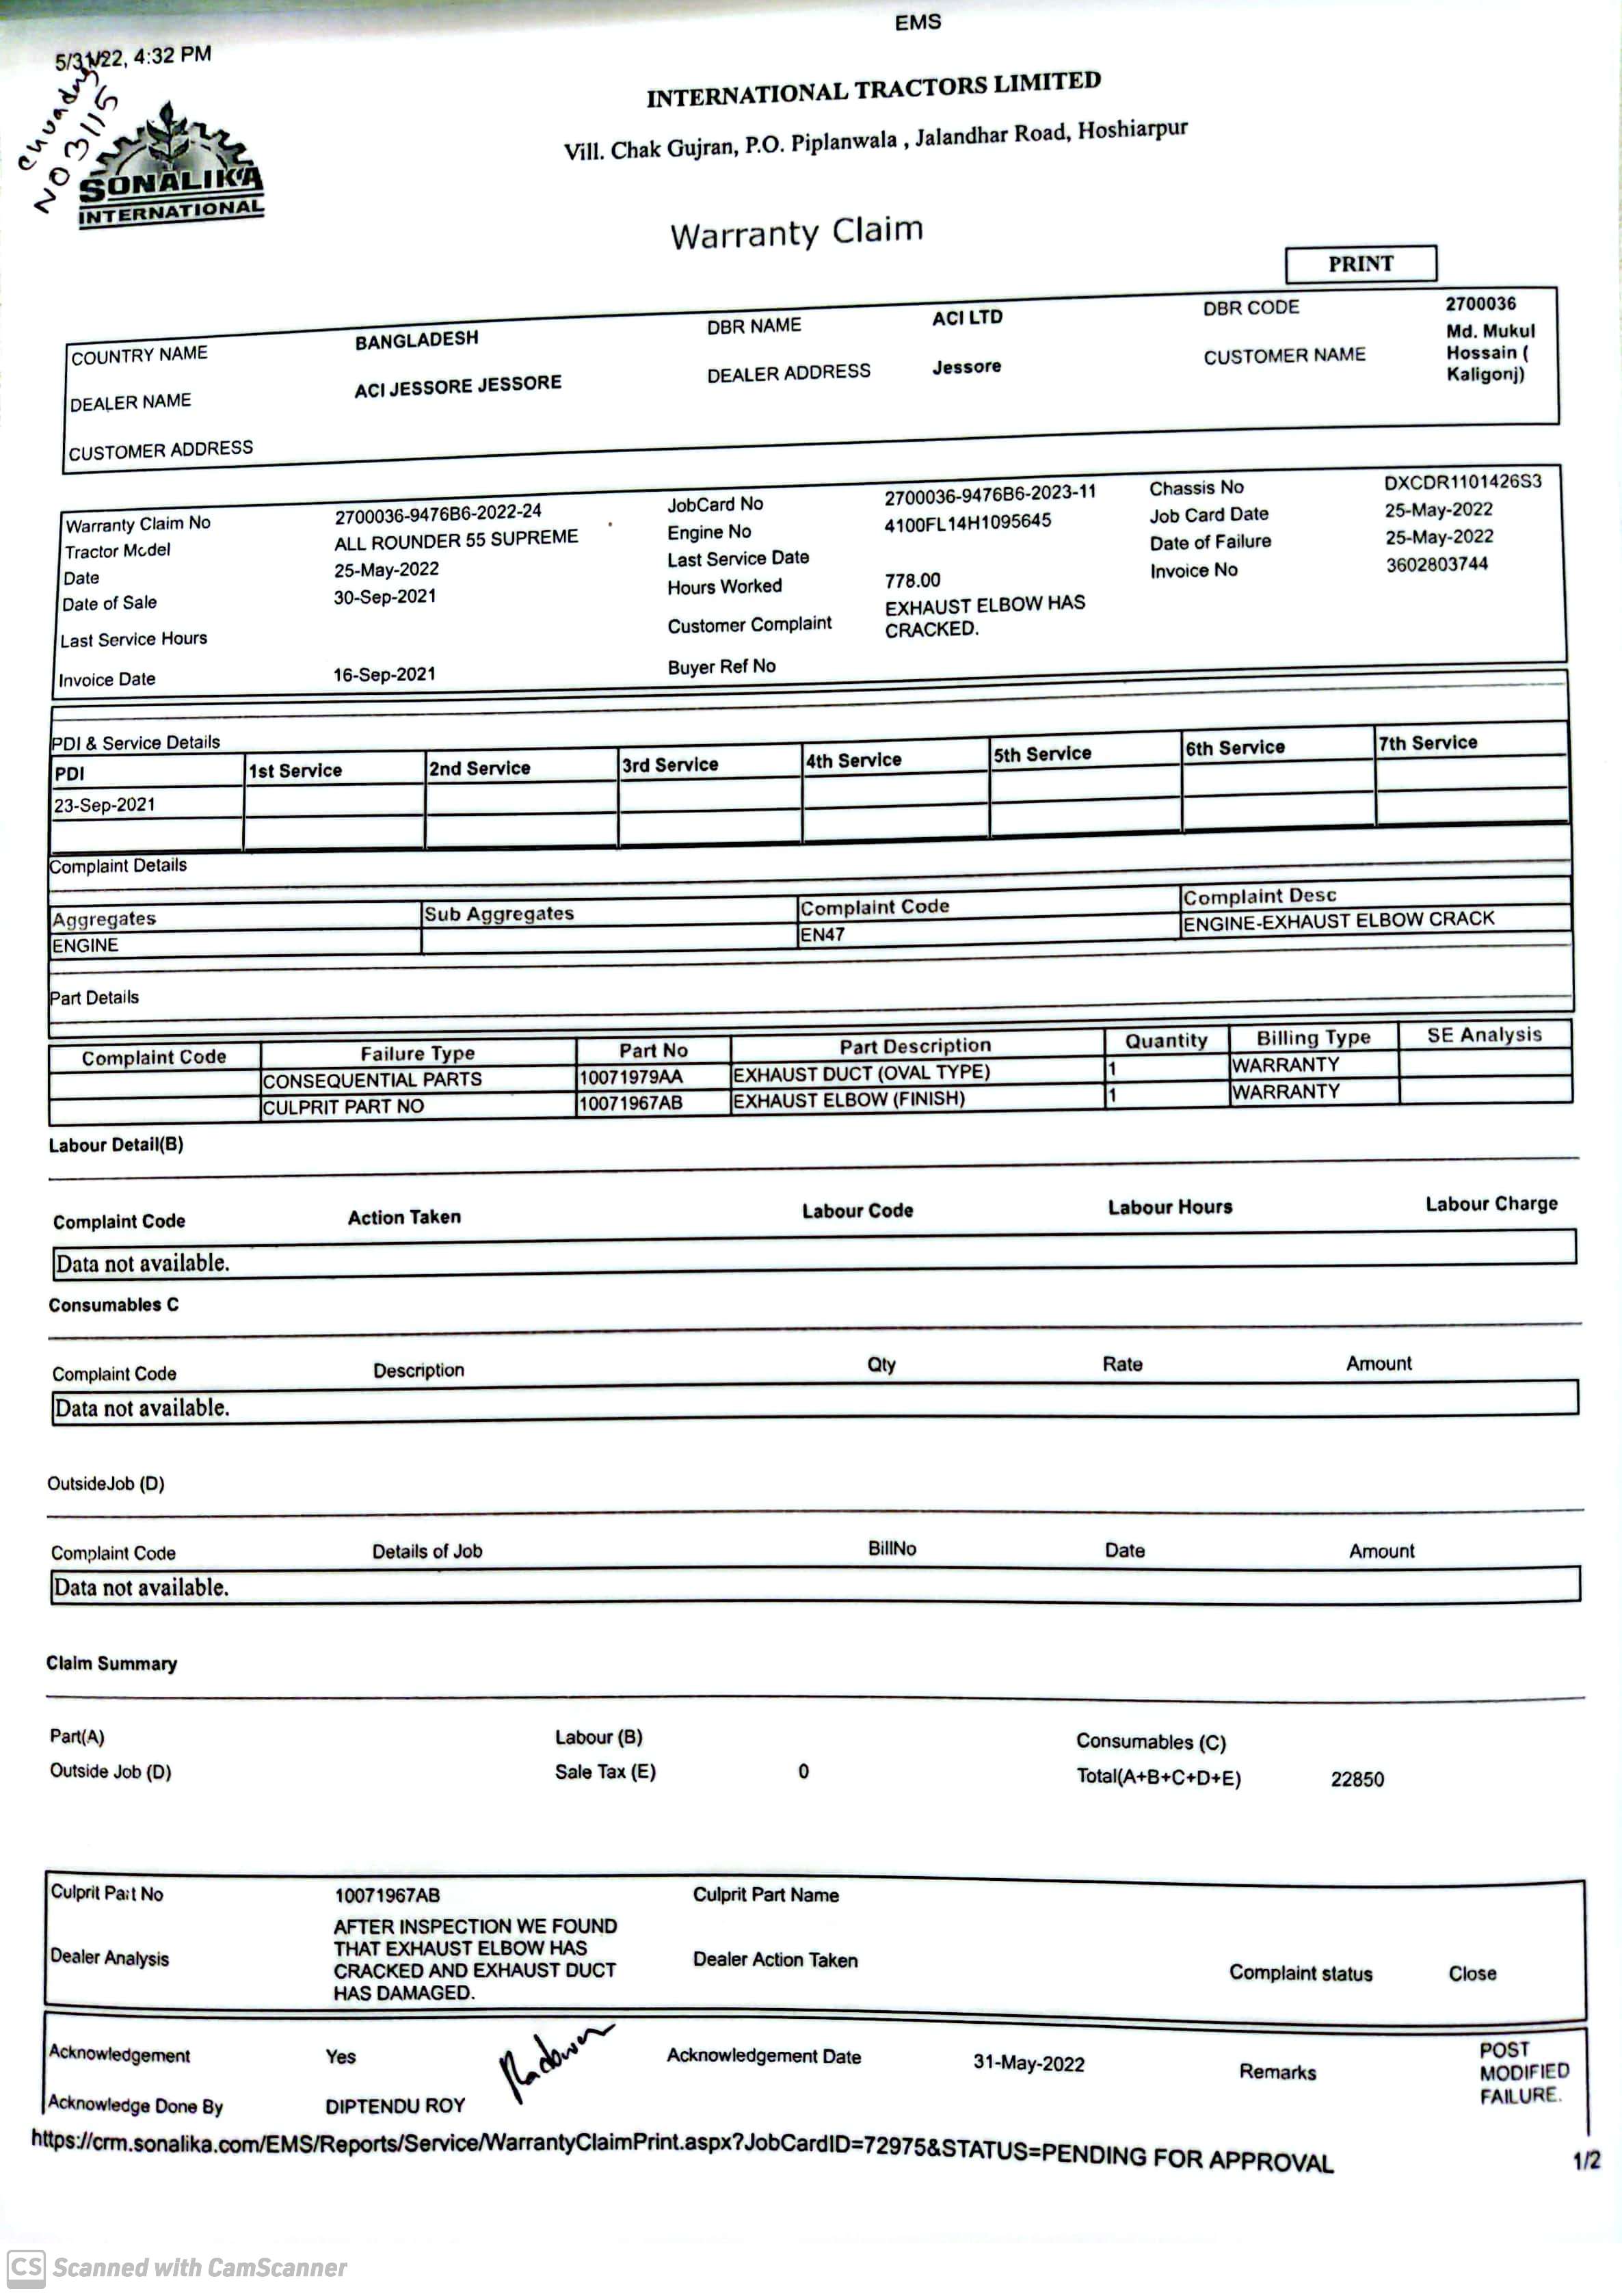 EMS
5/31/22, 4:32 PM
NO 3115
SONALIKA
INTERNATIONAL
INTERNATIONAL TRACTORS LIMITED
Vill. Chak Gujran, P.O. Piplanwala , Jalandhar Road, Hoshiarpur
Warranty Claim
PRINT
COUNTRY NAME BANGLADESH DBR NAME ACI LTD DBR CODE 2700036
DEALER NAME ACI JESSORE JESSORE DEALER ADDRESS Jessore CUSTOMER NAME Md. Mukul
Hossain (
Kaligonj)
CUSTOMER ADDRESS
Warranty Claim No 2700036-9476B6-2022-24 JobCard No 2700036-9476B6-2023-11 Chassis No DXCDR1101426S3
Tractor Model ALL ROUNDER 55 SUPREME Engine No 4100FL14H1095645 Job Card Date 25-May-2022
Date 25-May-2022 Last Service Date Date of Failure 25-May-2022
Date of Sale 30-Sep-2021 Hours Worked 778.00 Invoice No 3602803744
Last Service Hours Customer Complaint EXHAUST ELBOW HAS
CRACKED.
Invoice Date 16-Sep-2021 Buyer Ref No
PDI & Service Details
PDI 1st Service 2nd Service 3rd Service 4th Service 5th Service 6th Service 7th Service
23-Sep-2021
Complaint Details
Aggregates Sub Aggregates Complaint Code Complaint Desc
ENGINE EN47 ENGINE-EXHAUST ELBOW CRACK
Part Details
Complaint Code Failure Type Part No Part Description Quantity Billing Type SE Analysis
CONSEQUENTIAL PARTS 10071979AA EXHAUST DUCT (OVAL TYPE) 1 WARRANTY
CULPRIT PART NO 10071967AB EXHAUST ELBOW (FINISH) 1 WARRANTY
Labour Detail(B)
Complaint Code Action Taken Labour Code Labour Hours Labour Charge
Data not available.
Consumables C
Complaint Code Description Qty Rate Amount
Data not available.
OutsideJob (D)
Complaint Code Details of Job BillNo Date Amount
Data not available.
Claim Summary
Part(A) Labour (B) Consumables (C)
Outside Job (D) Sale Tax (E) 0 Total(A+B+C+D+E) 22850
Culprit Part No 10071967AB Culprit Part Name
Dealer Analysis AFTER INSPECTION WE FOUND
THAT EXHAUST ELBOW HAS
CRACKED AND EXHAUST DUCT
HAS DAMAGED.
Dealer Action Taken Complaint status Close
Acknowledgement Yes Acknowledgement Date 31-May-2022 Remarks POST
MODIFIED
FAILURE.
Acknowledge Done By DIPTENDU ROY
https://crm.sonalika.com/EMS/Reports/Service/WarrantyClaimPrint.aspx?JobCardID=72975&STATUS=PENDING FOR APPROVAL 1/2
CS Scanned with CamScanner